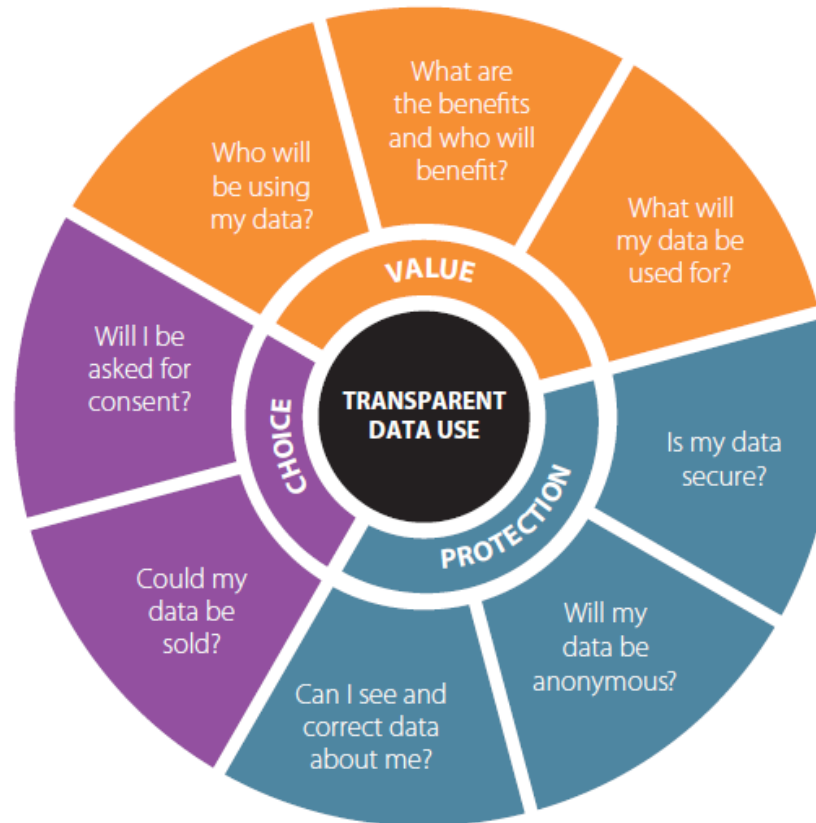 What are
the benefits
and who will
benefit?
Who will
be using
my data?
What will
my data be
used for?
VALUE
Will I be
asked for
consent?
CHOICE
TRANSPARENT
DATA USE
PROTECTION
Is my data
secure?
Could my
data be
sold?
Will my
data be
anonymous?
Can I see and
correct data
about me?